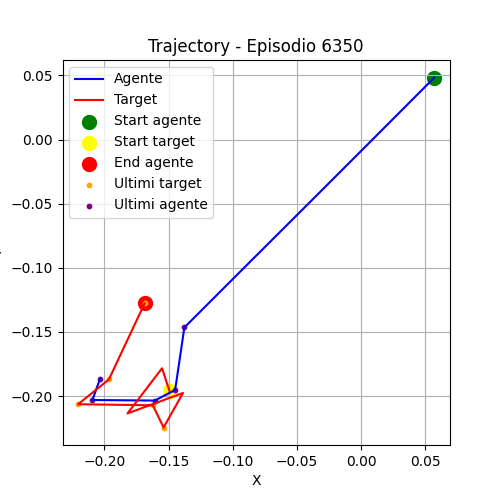 Trajectory - Episodio 6350
Agente
Target
Start agente
Start target
End agente
Ultimi target
Ultimi agente
0.05
0.00
−0.05
−0.10
−0.15
−0.20
−0.20
−0.15
−0.10
−0.05
0.00
0.05
X